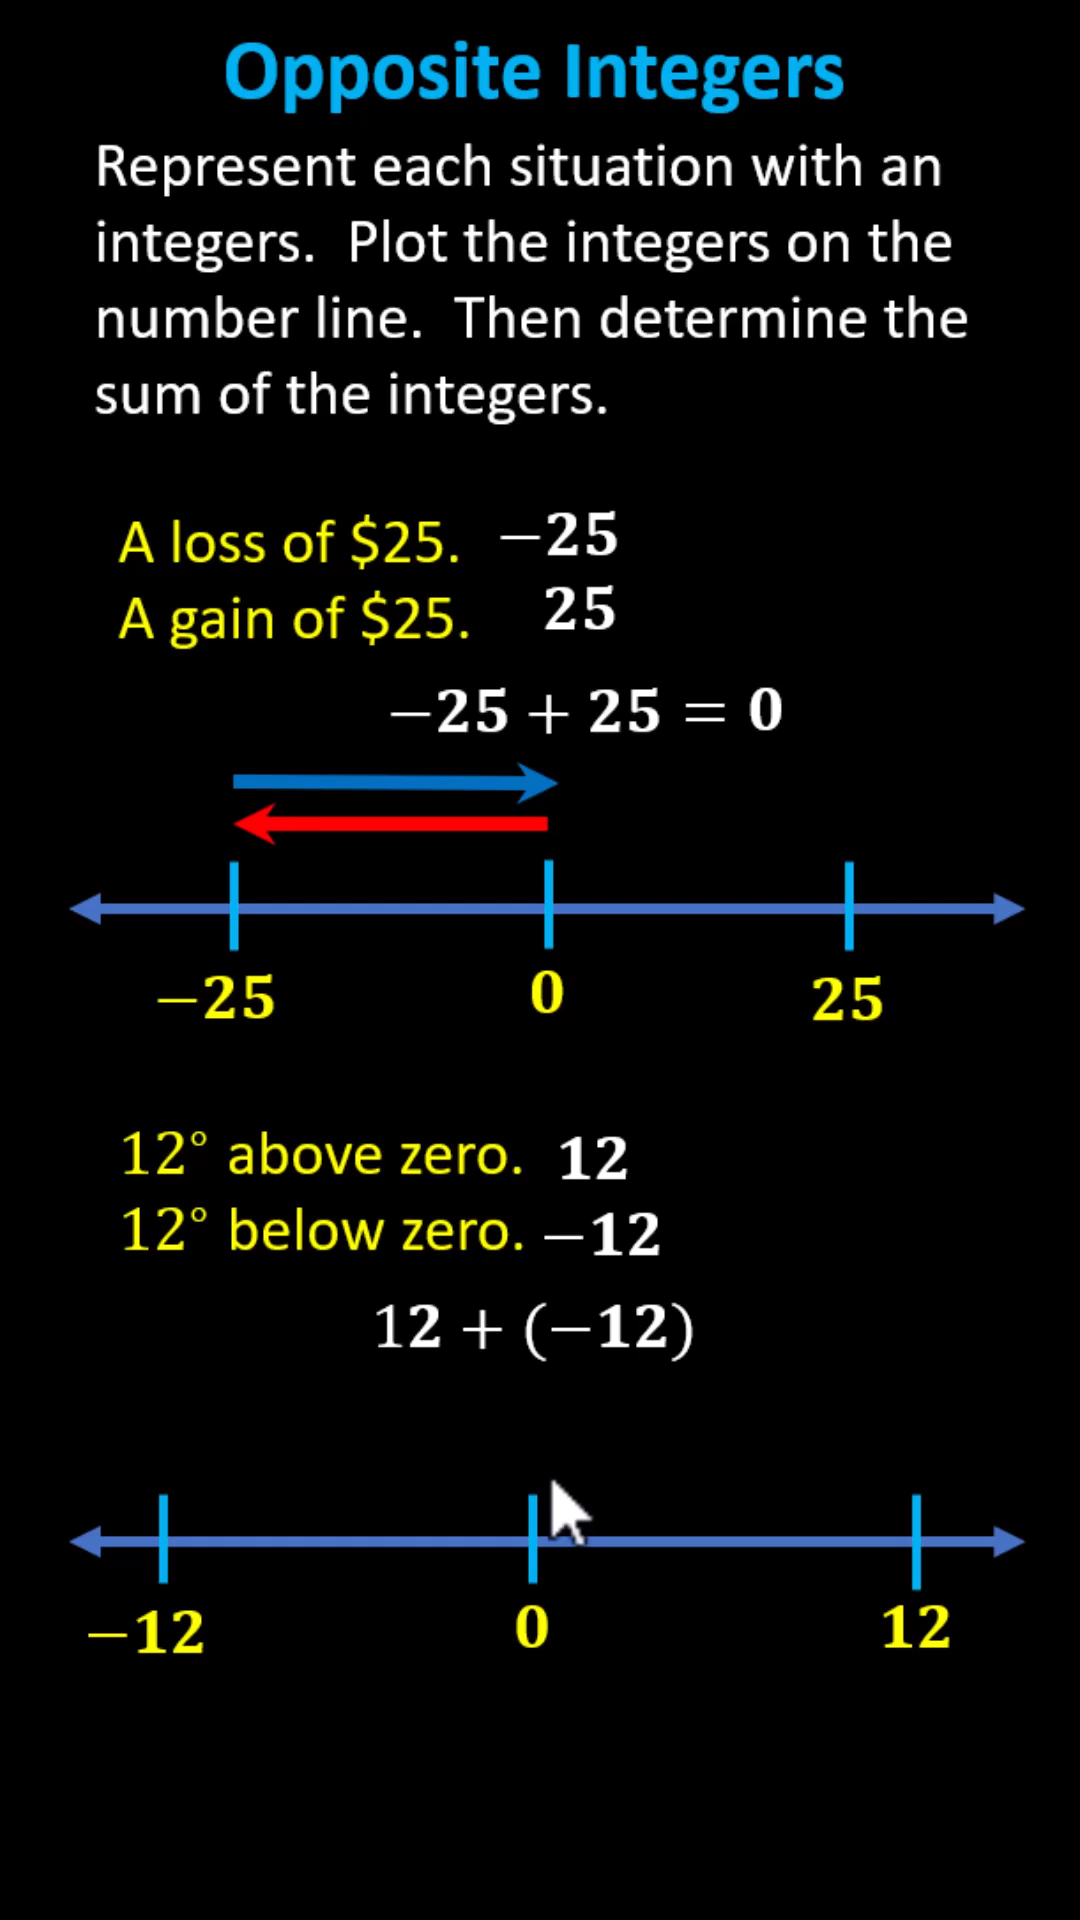 Opposite Integers
Represent each situation with an
integers. Plot the integers on the
number line. Then determine the
sum of the integers.
A loss of $25. −25
A gain of $25. 25
−25 + 25 = 0
−25 0 25
12° above zero. 12
12° below zero. −12
12 + (−12)
−12 0 12